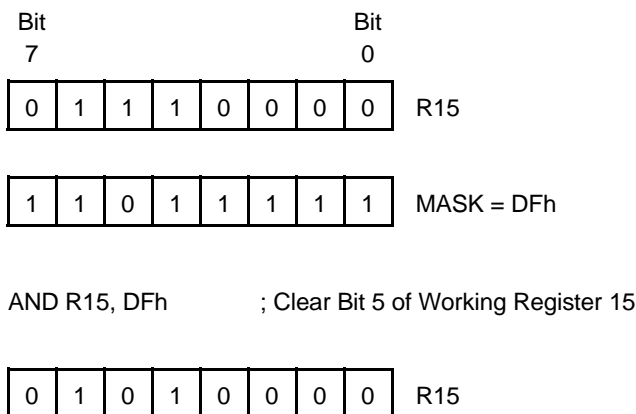 Bit Bit
7 0
0 1 1 1 0 0 0 0 R15
1 1 0 1 1 1 1 1 MASK = DFh
AND R15, DFh ; Clear Bit 5 of Working Register 15
0 1 0 1 0 0 0 0 R15